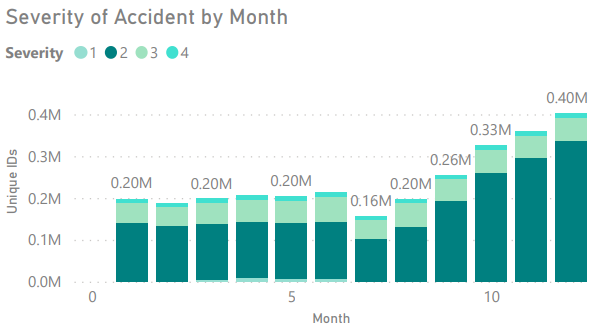 Severity of Accident by Month
Severity 1 2 3 4
0.40M
0.4M
0.33M
0.3M
0.26M
0.20M 0.20M 0.20M 0.20M
0.2M
0.16M
0.1M
0.0M
Unique IDs
0 5 10
Month